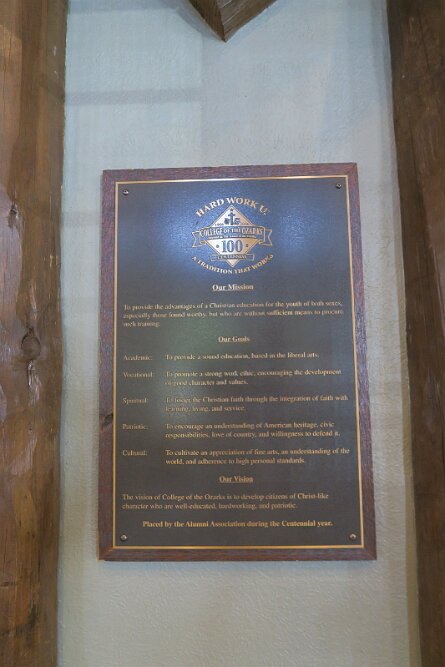 HARD WORK U.
COLLEGE OF THE OZARKS
100
CENTENNIAL
A TRADITION THAT WORKS
Our Mission
To provide the advantages of a Christian education for the youth of both sexes,
especially those found worthy, but who are without sufficient means to procure
such training.
Our Goals
Academic: To provide a sound education, based in the liberal arts.
Vocational: To promote a strong work ethic, encouraging the development
of good character and values.
Spiritual: To foster the Christian faith through the integration of faith with
learning, living, and service.
Patriotic: To encourage an understanding of American heritage, civic
responsibilities, love of country, and willingness to defend it.
Cultural: To cultivate an appreciation of fine arts, an understanding of the
world, and adherence to high personal standards.
Our Vision
The vision of College of the Ozarks is to develop citizens of Christ-like
character who are well-educated, hardworking, and patriotic.
Placed by the Alumni Association during the Centennial year.